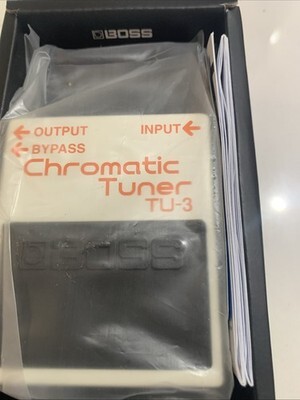 BOSS
← OUTPUT
INPUT ←
← BYPASS
Chromatic
Tuner
TU-3
BOSS